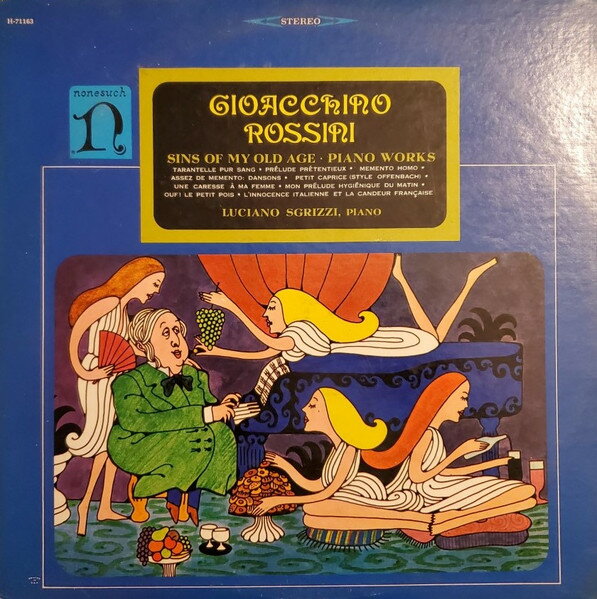 H-71163
STEREO
nonesuch
n
GIOACCHINO
ROSSINI
SINS OF MY OLD AGE · PIANO WORKS
TARANTELLE PUR SANG • PRÉLUDE PRÉTENTIEUX • MEMENTO HOMO •
ASSEZ DE MEMENTO: DANSONS • PETIT CAPRICE (STYLE OFFENBACH) •
UNE CARESSE À MA FEMME • MON PRÉLUDE HYGIÉNIQUE DU MATIN •
OUF! LE PETIT POIS • L'INNOCENCE ITALIENNE ET LA CANDEUR FRANÇAISE
LUCIANO SGRIZZI, PIANO